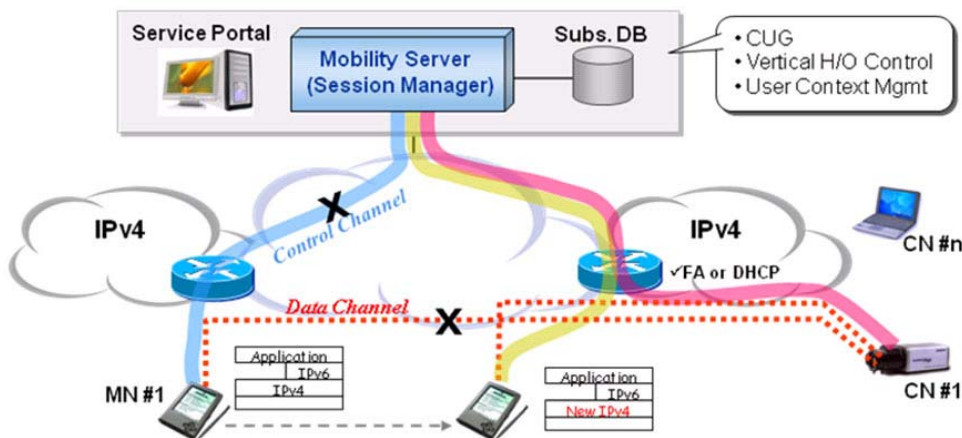 Service Portal
Mobility Server
(Session Manager)
Subs. DB
• CUG
• Vertical H/O Control
• User Context Mgmt
X
Control Channel
IPv4
IPv4
CN #n
✓FA or DHCP
Data Channel
X
Application
IPv6
IPv4
MN #1
Application
IPv6
New IPv4
CN #1